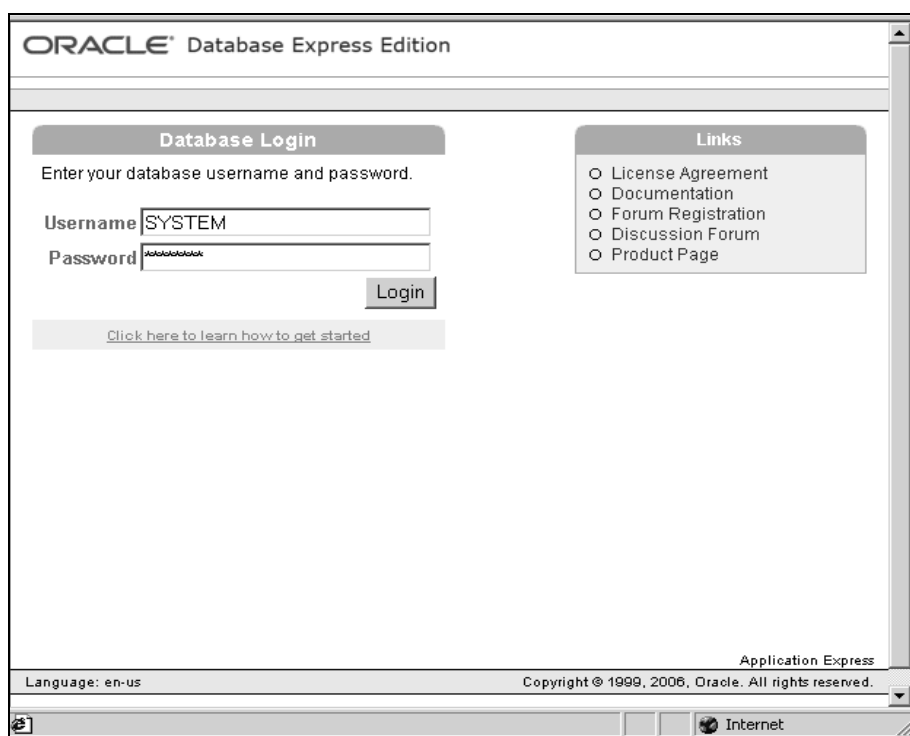 ORACLE® Database Express Edition
Database Login
Enter your database username and password.
Username SYSTEM
Password ********
Login
Click here to learn how to get started
Links
License Agreement
Documentation
Forum Registration
Discussion Forum
Product Page
Application Express
Language: en-us
Copyright © 1999, 2006, Oracle. All rights reserved.
Internet